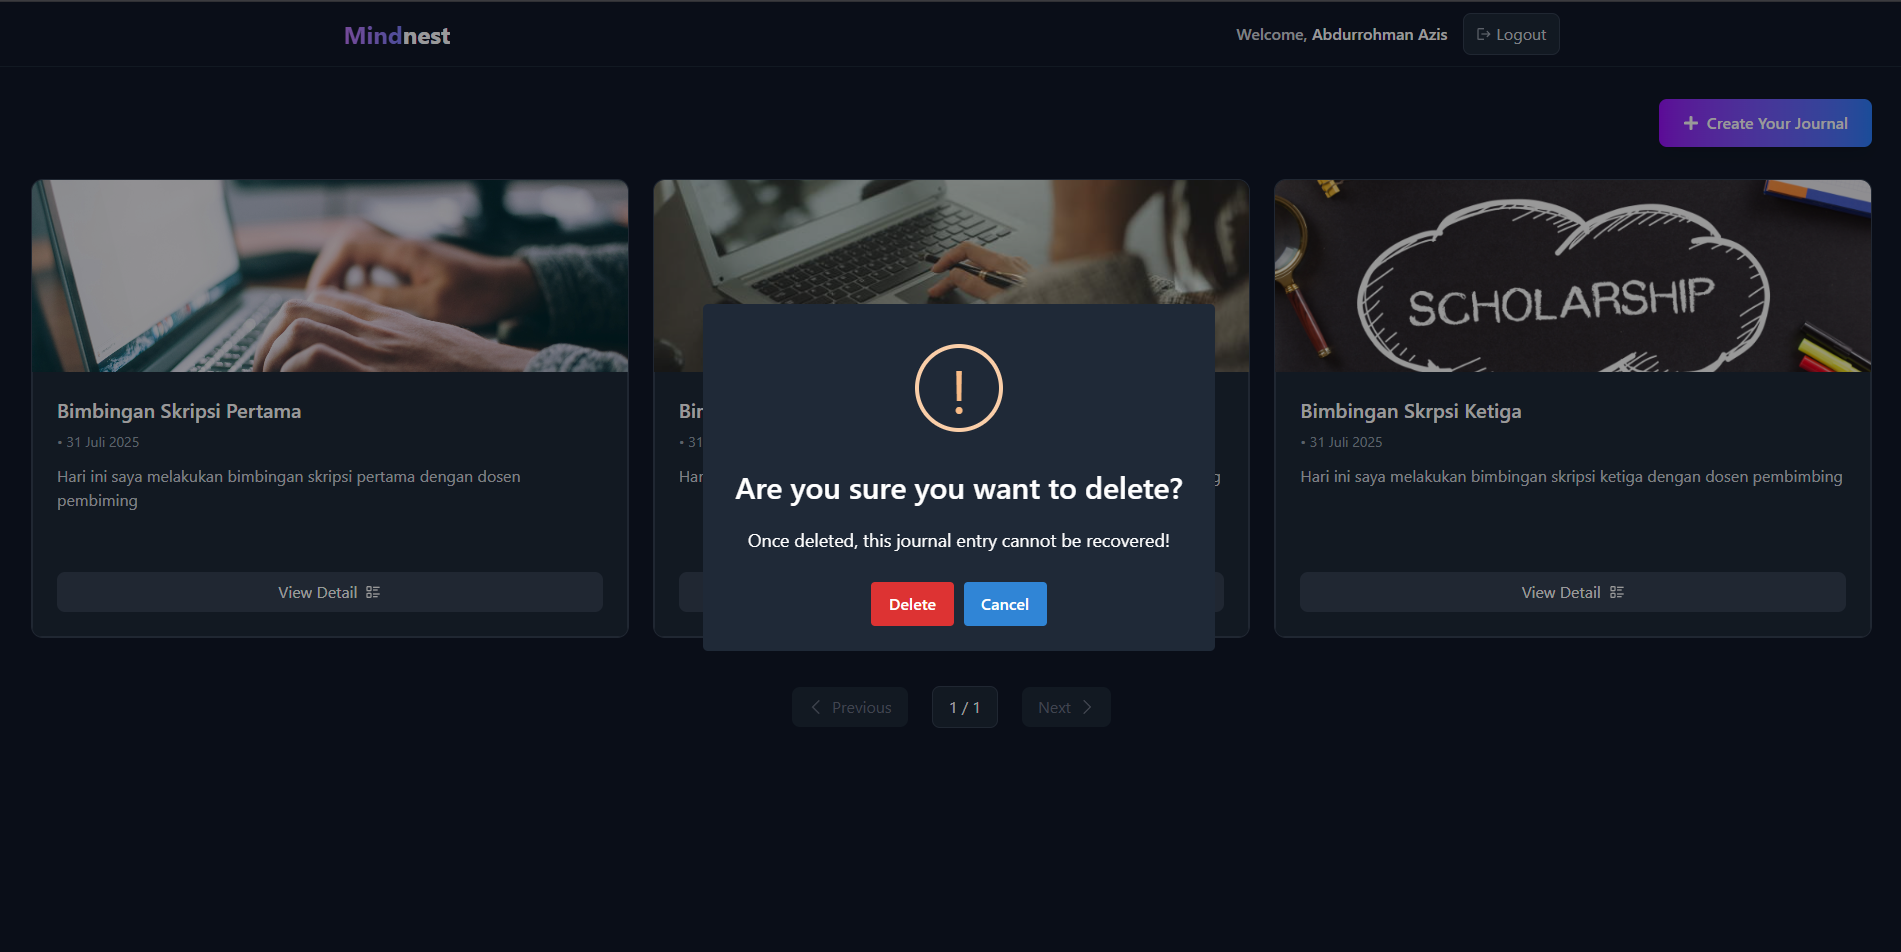 Mindnest
Welcome, Abdurrohman Azis
Logout
Create Your Journal
SCHOLARSHIP
Bimbingan Skripsi Pertama
• 31 Juli 2025
Hari ini saya melakukan bimbingan skripsi pertama dengan dosen
pembiming
View Detail
Bimbingan Skrpsi Ketiga
• 31 Juli 2025
Hari ini saya melakukan bimbingan skripsi ketiga dengan dosen pembimbing
View Detail
Are you sure you want to delete?
Once deleted, this journal entry cannot be recovered!
Delete
Cancel
Previous
1 / 1
Next